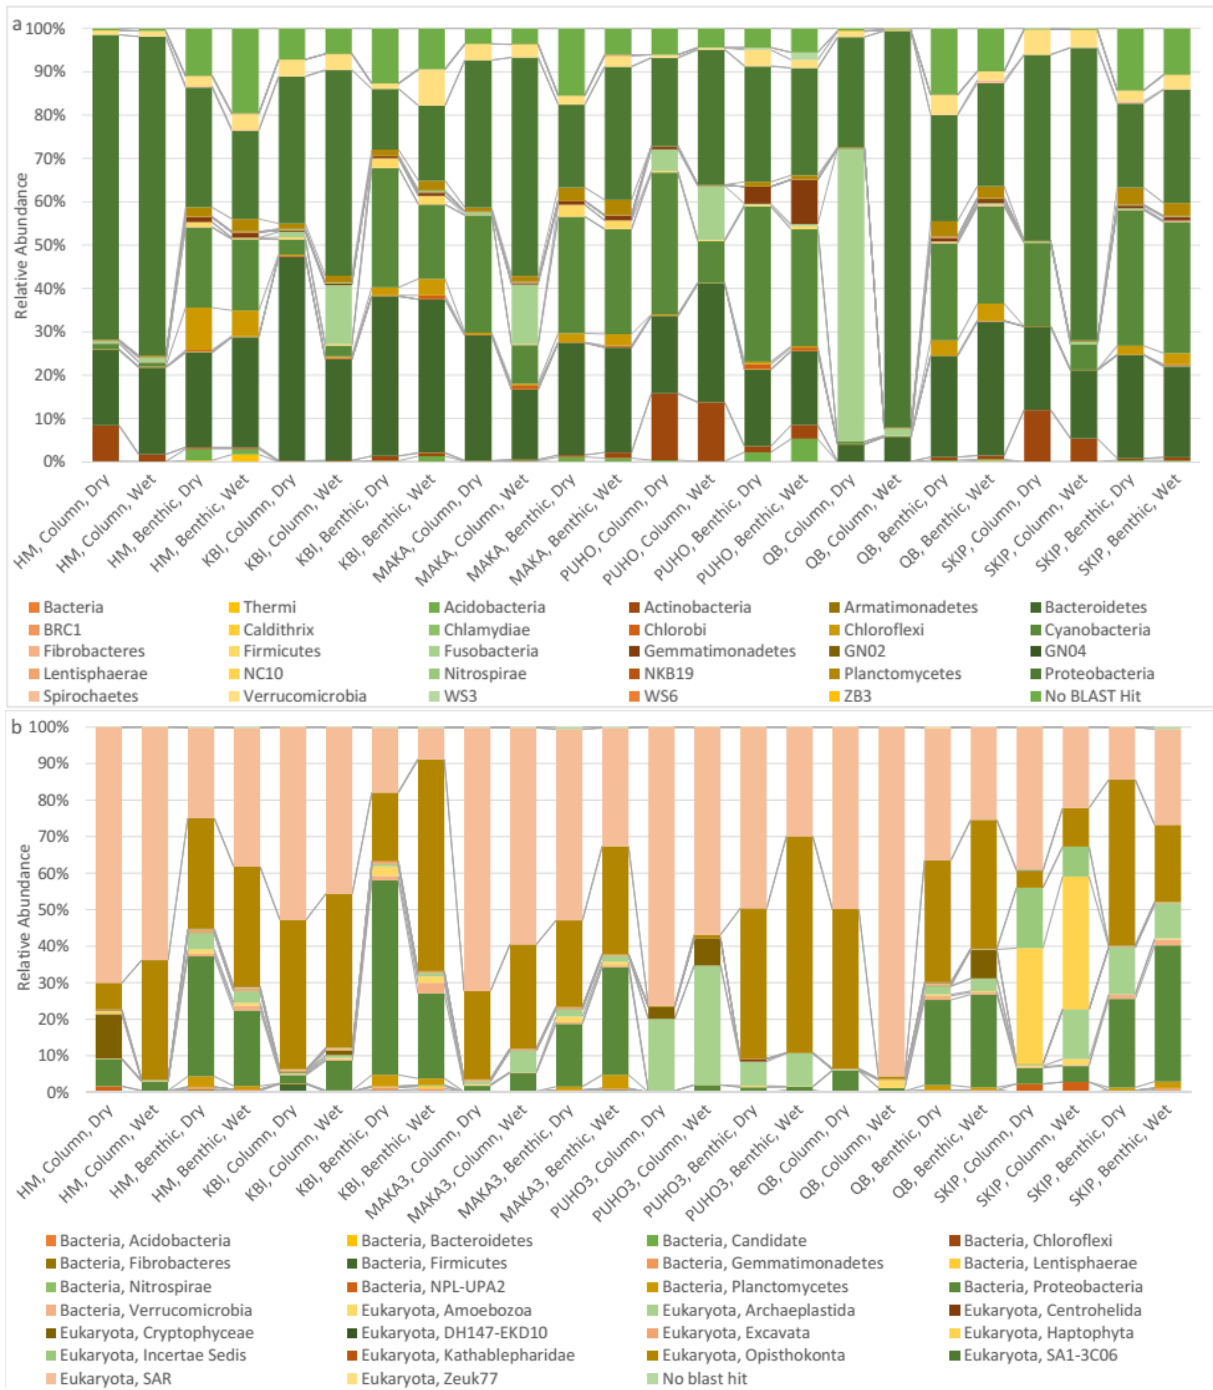 a
Relative Abundance
100%
90%
80%
70%
60%
50%
40%
30%
20%
10%
0%
HM, Column, Dry
HM, Column, Wet
HM, Benthic, Dry
HM, Benthic, Wet
KBI, Column, Dry
KBI, Column, Wet
KBI, Benthic, Dry
KBI, Benthic, Wet
MAKA, Column, Dry
MAKA, Column, Wet
MAKA, Benthic, Dry
MAKA, Benthic, Wet
PUHO, Column, Dry
PUHO, Column, Wet
PUHO, Benthic, Dry
PUHO, Benthic, Wet
QB, Column, Dry
QB, Column, Wet
QB, Benthic, Dry
QB, Benthic, Wet
SKIP, Column, Dry
SKIP, Column, Wet
SKIP, Benthic, Dry
SKIP, Benthic, Wet
Bacteria Thermi Acidobacteria Actinobacteria Armatimonadetes Bacteroidetes
BRC1 Caldithrix Chlamydiae Chlorobi Chloroflexi Cyanobacteria
Fibrobacteres Firmicutes Fusobacteria Gemmatimonadetes GN02 GN04
Lentisphaerae NC10 Nitrospirae NKB19 Planctomycetes Proteobacteria
Spirochaetes Verrucomicrobia WS3 WS6 ZB3 No BLAST Hit
b
Relative Abundance
100%
90%
80%
70%
60%
50%
40%
30%
20%
10%
0%
HM, Column, Dry
HM, Column, Wet
HM, Benthic, Dry
HM, Benthic, Wet
KBI, Column, Dry
KBI, Column, Wet
KBI, Benthic, Dry
KBI, Benthic, Wet
MAKA3, Column, Dry
MAKA3, Column, Wet
MAKA3, Benthic, Dry
MAKA3, Benthic, Wet
PUHO3, Column, Dry
PUHO3, Column, Wet
PUHO3, Benthic, Dry
PUHO3, Benthic, Wet
QB, Column, Dry
QB, Column, Wet
QB, Benthic, Dry
QB, Benthic, Wet
SKIP, Column, Dry
SKIP, Column, Wet
SKIP, Benthic, Dry
SKIP, Benthic, Wet
Bacteria, Acidobacteria Bacteria, Bacteroidetes Bacteria, Candidate Bacteria, Chloroflexi
Bacteria, Fibrobacteres Bacteria, Firmicutes Bacteria, Gemmatimonadetes Bacteria, Lentisphaerae
Bacteria, Nitrospirae Bacteria, NPL-UPA2 Bacteria, Planctomycetes Bacteria, Proteobacteria
Bacteria, Verrucomicrobia Eukaryota, Amoebozoa Eukaryota, Archaeplastida Eukaryota, Centrohelida
Eukaryota, Cryptophyceae Eukaryota, DH147-EKD10 Eukaryota, Excavata Eukaryota, Haptophyta
Eukaryota, Incertae Sedis Eukaryota, Kathablepharidae Eukaryota, Opisthokonta Eukaryota, SA1-3C06
Eukaryota, SAR Eukaryota, Zeuk77 No blast hit